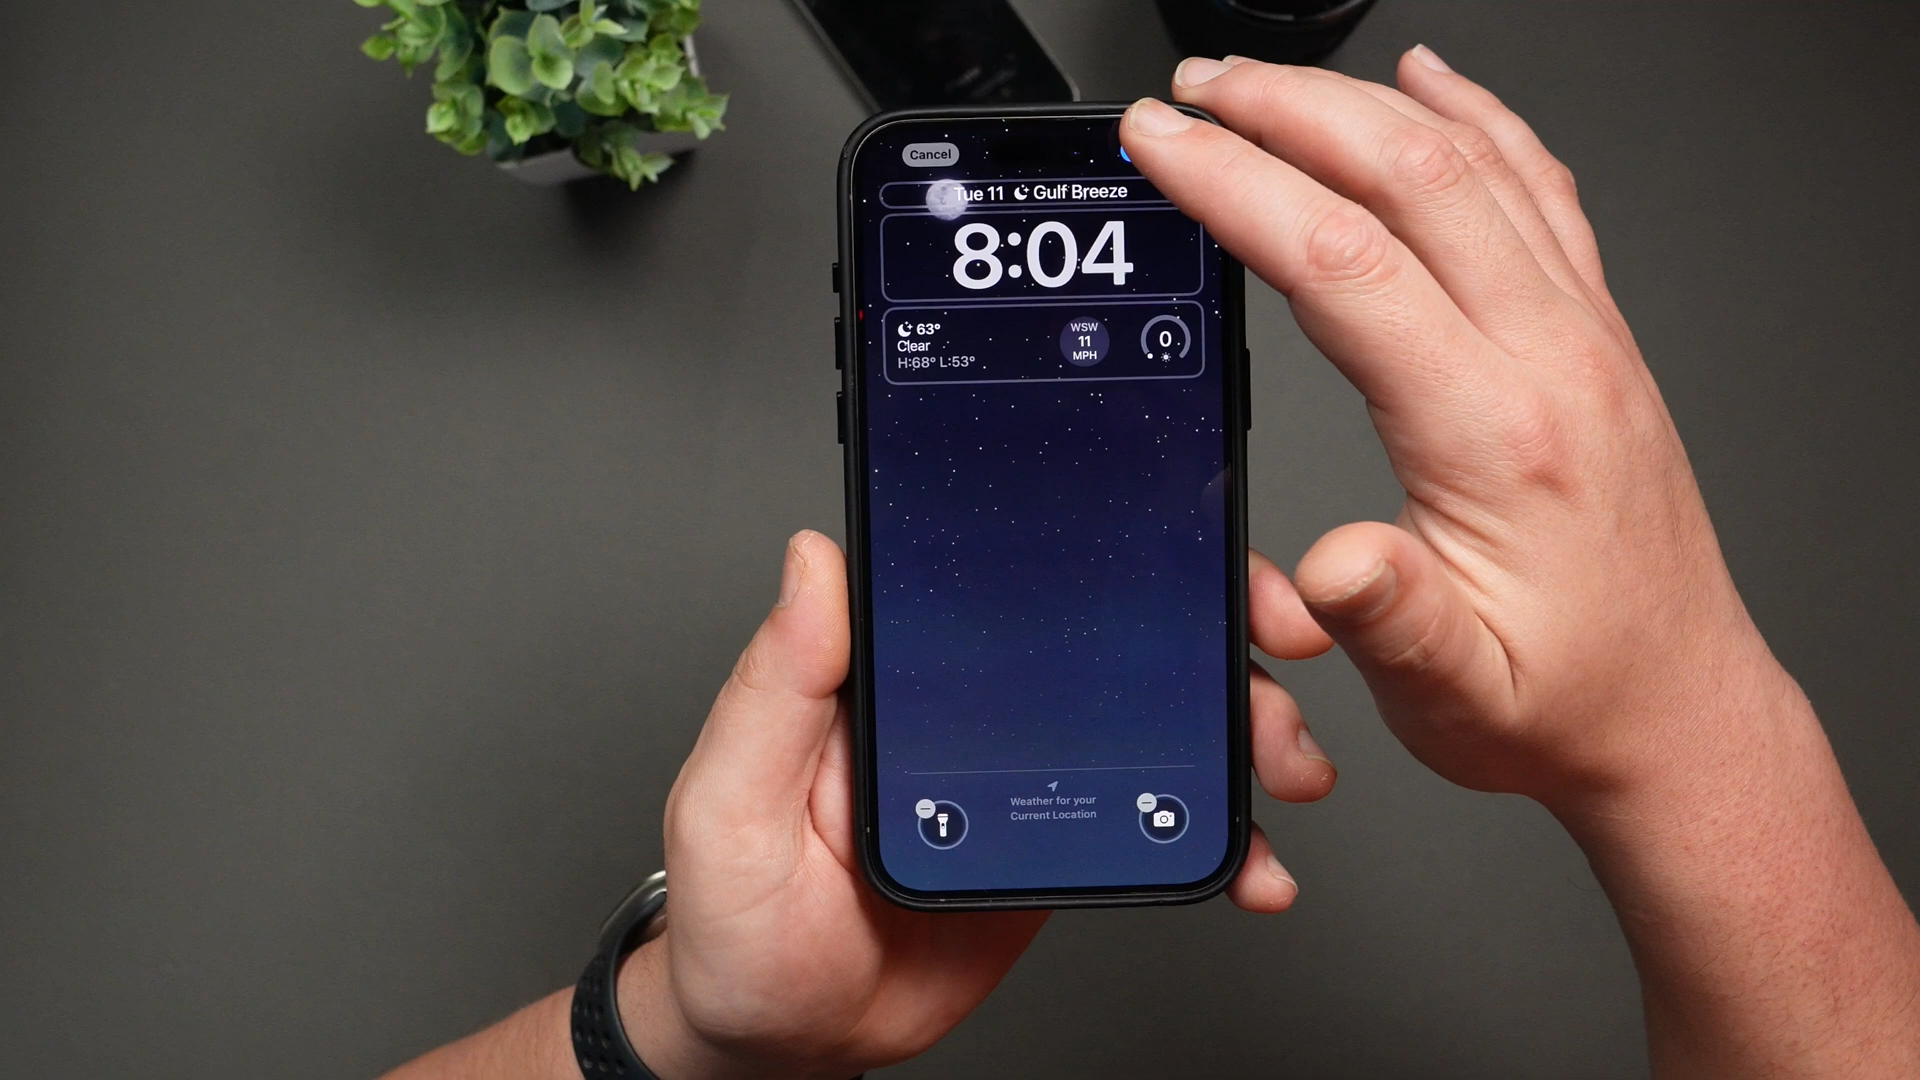 Cancel
Tue 11 Gulf Breeze
8:04
63°
Clear
H:68° L:53°
WSW
11
MPH
0
Weather for your
Current Location